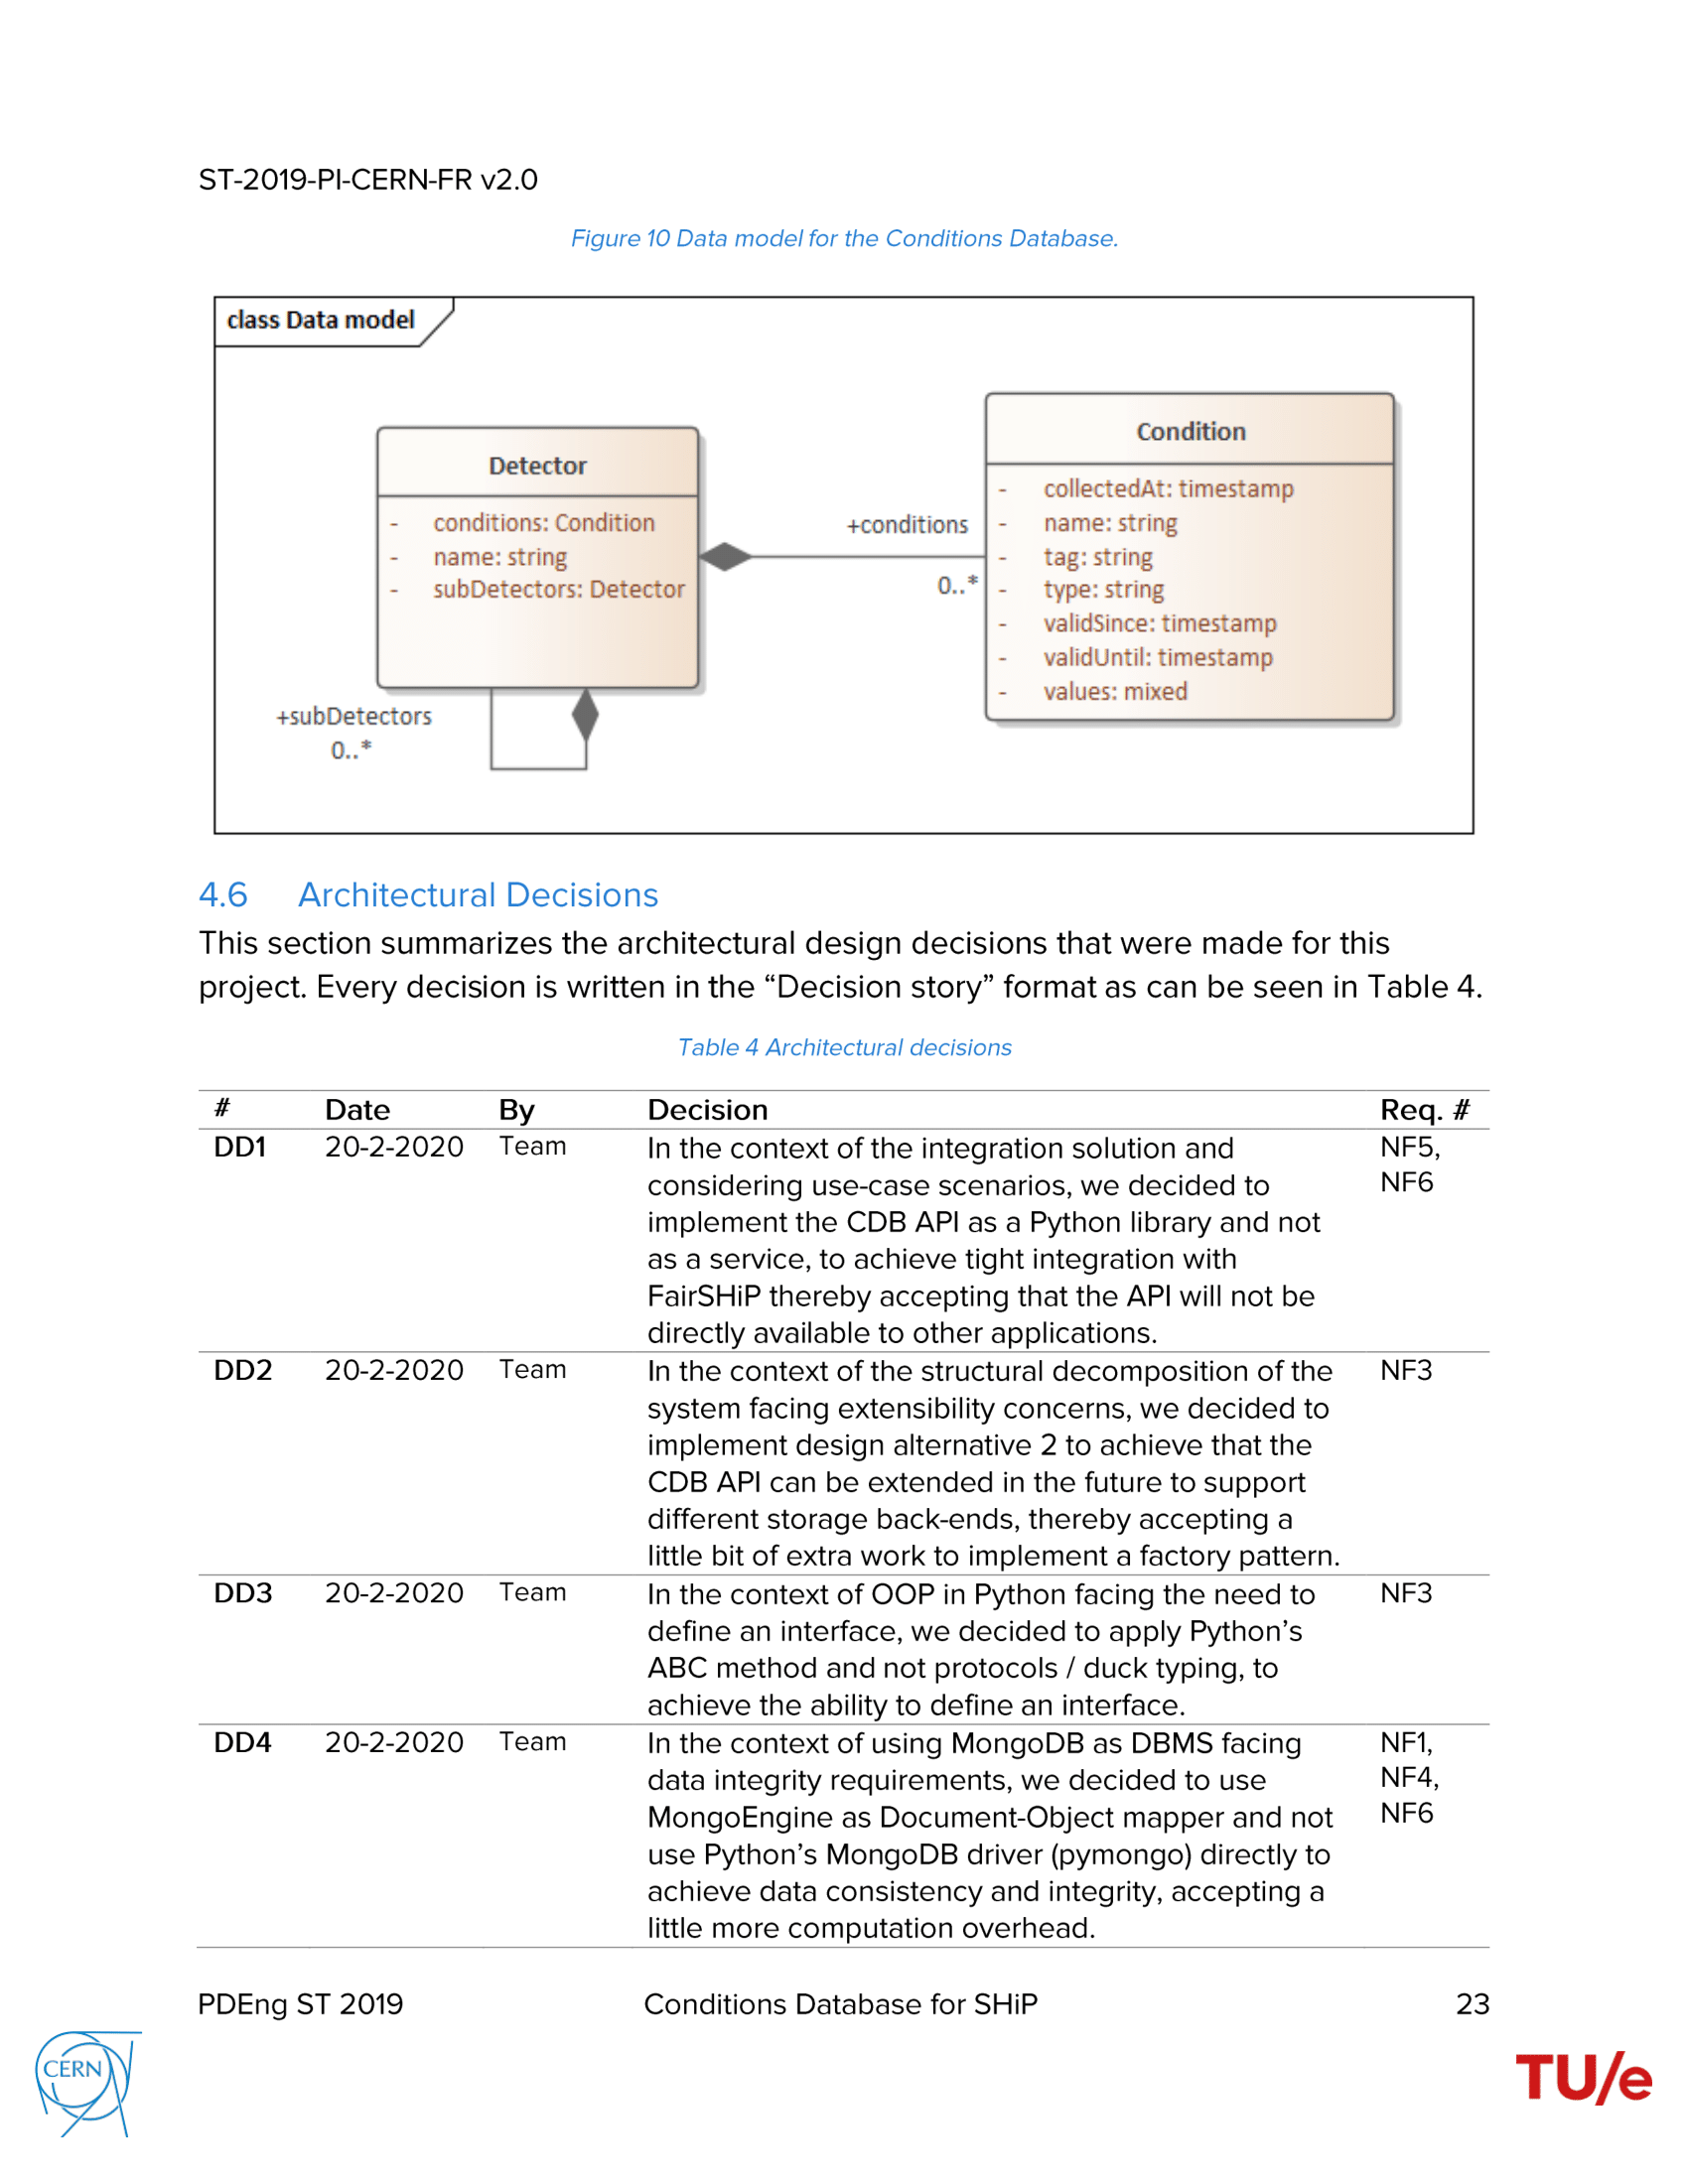 ST-2019-PI-CERN-FR v2.0
Figure 10 Data model for the Conditions Database.
class Data model
Detector
- conditions: Condition
- name: string
- subDetectors: Detector
+conditions
0..*
Condition
- collectedAt: timestamp
- name: string
- tag: string
- type: string
- validSince: timestamp
- validUntil: timestamp
- values: mixed
+subDetectors
0..*
4.6 Architectural Decisions
This section summarizes the architectural design decisions that were made for this
project. Every decision is written in the “Decision story” format as can be seen in Table 4.
Table 4 Architectural decisions
# Date By Decision Req. #
DD1 20-2-2020 Team In the context of the integration solution and NF5,
considering use-case scenarios, we decided to NF6
implement the CDB API as a Python library and not
as a service, to achieve tight integration with
FairSHiP thereby accepting that the API will not be
directly available to other applications.
DD2 20-2-2020 Team In the context of the structural decomposition of the NF3
system facing extensibility concerns, we decided to
implement design alternative 2 to achieve that the
CDB API can be extended in the future to support
different storage back-ends, thereby accepting a
little bit of extra work to implement a factory pattern.
DD3 20-2-2020 Team In the context of OOP in Python facing the need to NF3
define an interface, we decided to apply Python’s
ABC method and not protocols / duck typing, to
achieve the ability to define an interface.
DD4 20-2-2020 Team In the context of using MongoDB as DBMS facing NF1,
data integrity requirements, we decided to use NF4,
MongoEngine as Document-Object mapper and not NF6
use Python’s MongoDB driver (pymongo) directly to
achieve data consistency and integrity, accepting a
little more computation overhead.
PDEng ST 2019 Conditions Database for SHiP 23
CERN
TU/e